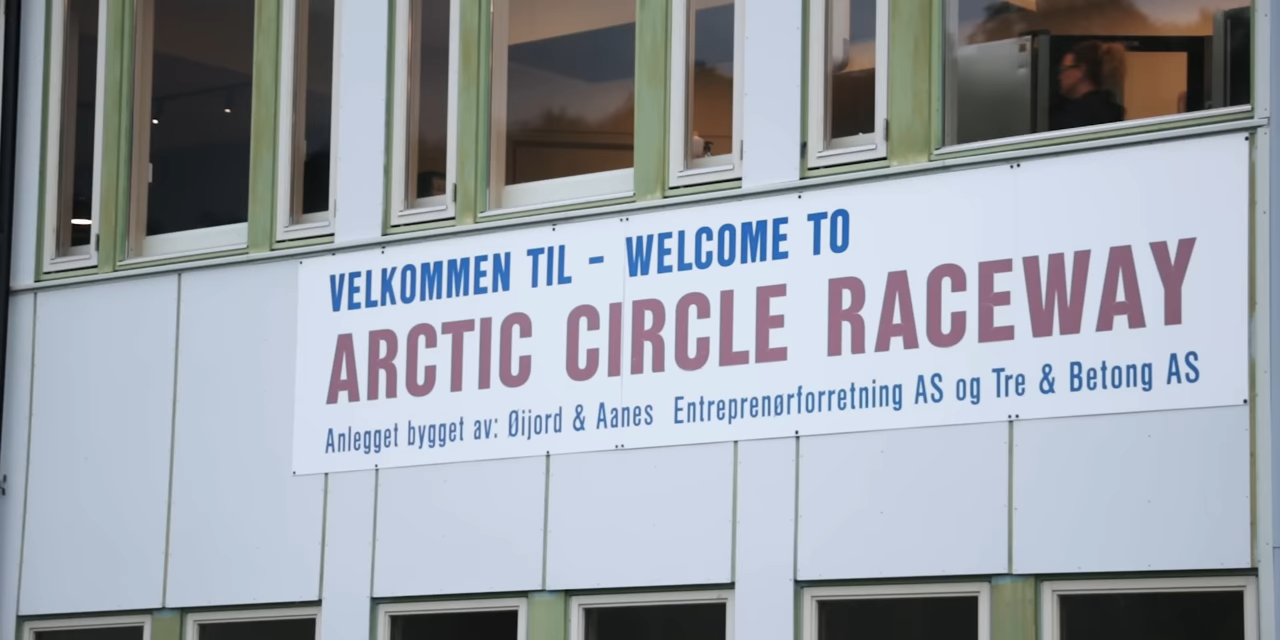 VELKOMMEN TIL - WELCOME TO
ARCTIC CIRCLE RACEWAY
Anlegget bygget av: Øijord & Aanes Entreprenørforretning AS og Tre & Betong AS